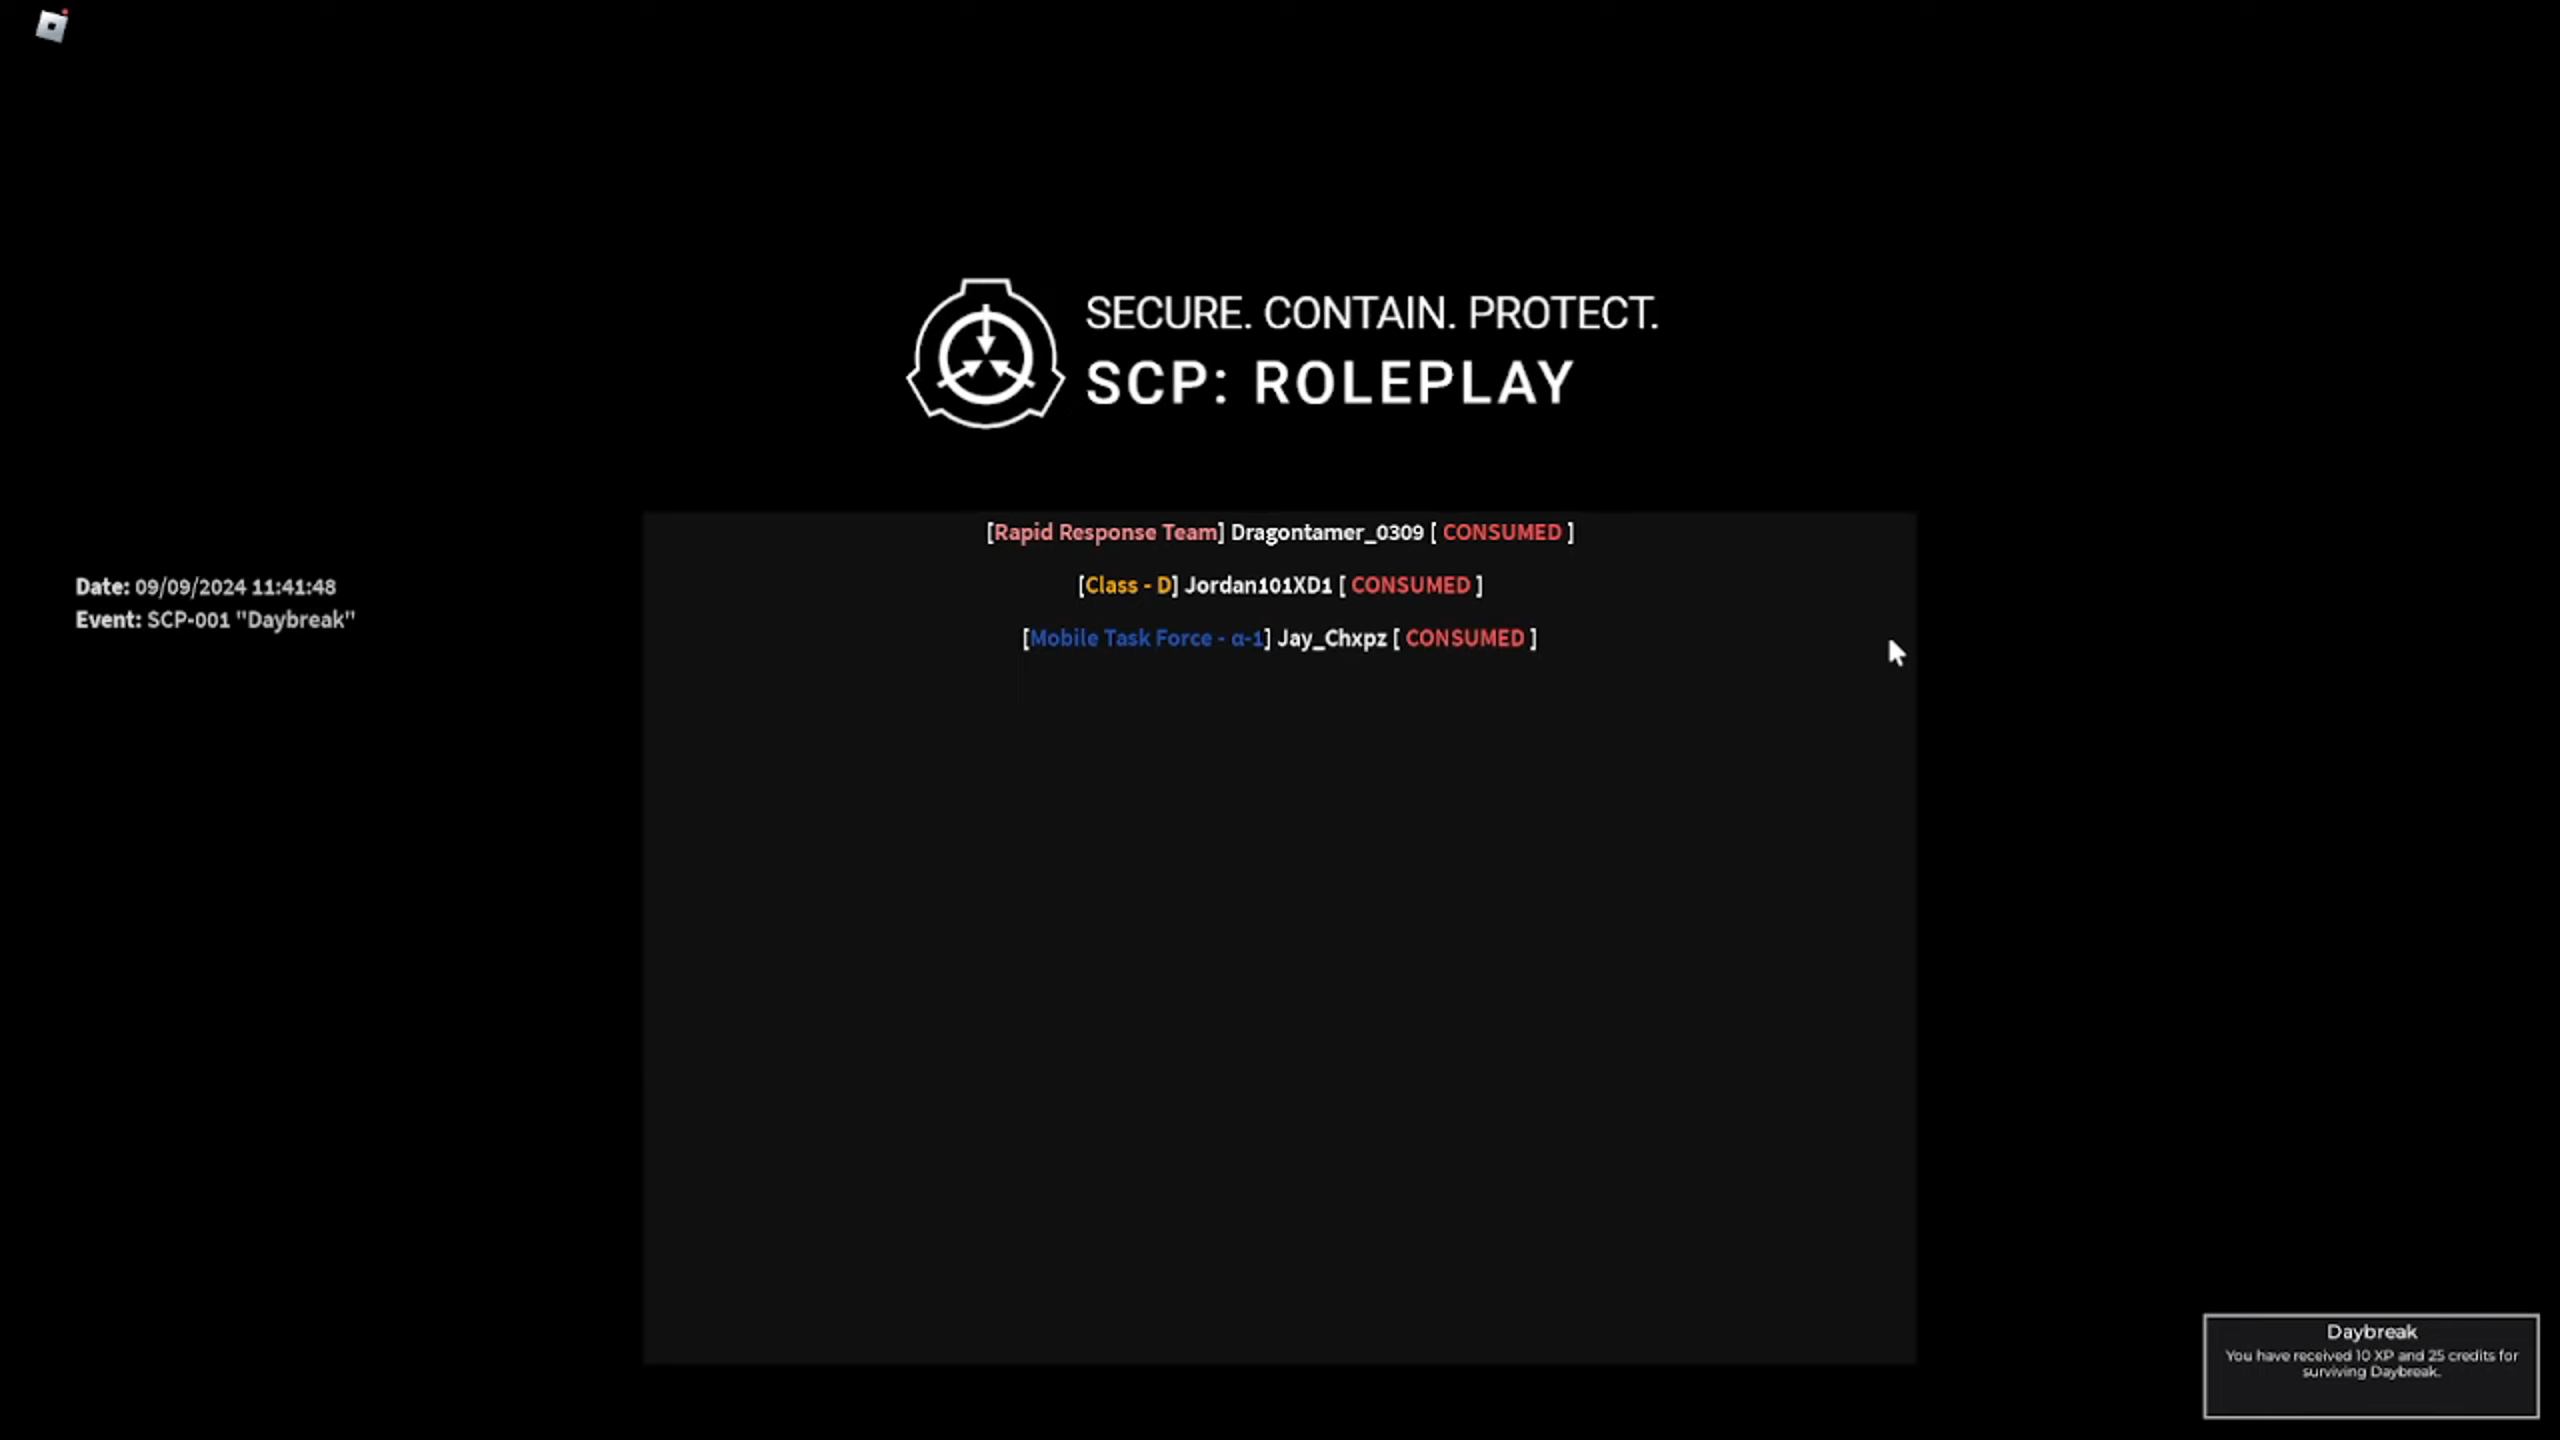 SECURE. CONTAIN. PROTECT.
SCP: ROLEPLAY
[Rapid Response Team] Dragontamer_0309 [ CONSUMED ]
[Class - D] Jordan101XD1 [ CONSUMED ]
[Mobile Task Force - α-1] Jay_Chxpz [ CONSUMED ]
Date: 09/09/2024 11:41:48
Event: SCP-001 "Daybreak"
Daybreak
You have received 10 XP and 25 credits for
surviving Daybreak.